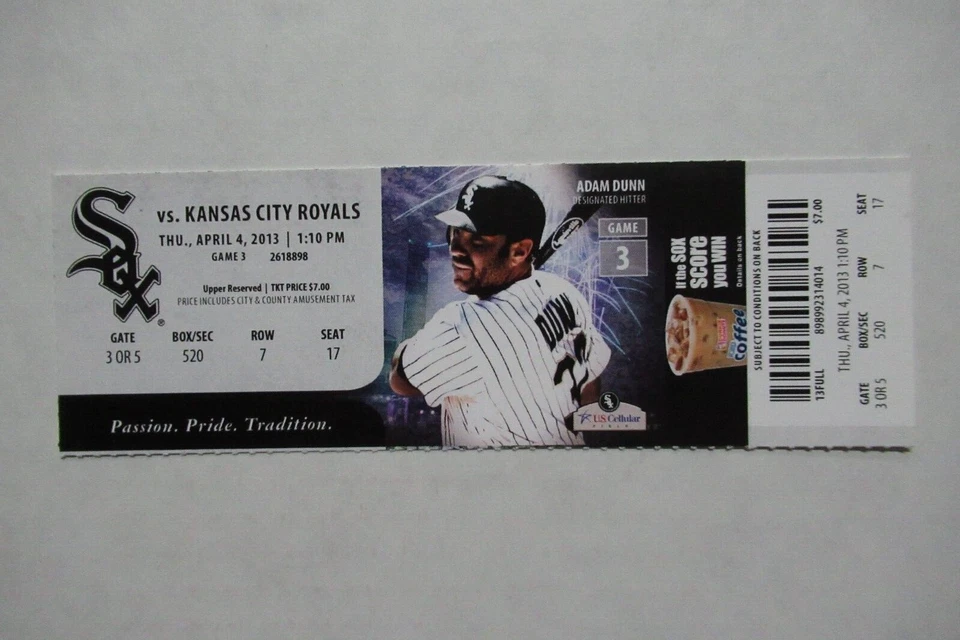 Sox
®
vs. KANSAS CITY ROYALS
THU., APRIL 4, 2013 | 1:10 PM
GAME 3 2618898
Upper Reserved | TKT PRICE $7.00
PRICE INCLUDES CITY & COUNTY AMUSEMENT TAX
GATE BOX/SEC ROW SEAT
3 OR 5 520 7 17
Passion. Pride. Tradition.
ADAM DUNN
DESIGNATED HITTER
GAME
3
DUNN
Sox
US Cellular
FIELD
If the SOX
SCORE
you WIN
Details on back
coffee
SUBJECT TO CONDITIONS ON BACK
13FULL 898992314014 $7.00
THU., APRIL 4, 2013 1:10 PM
GATE BOX/SEC ROW SEAT
3 OR 5 520 7 17